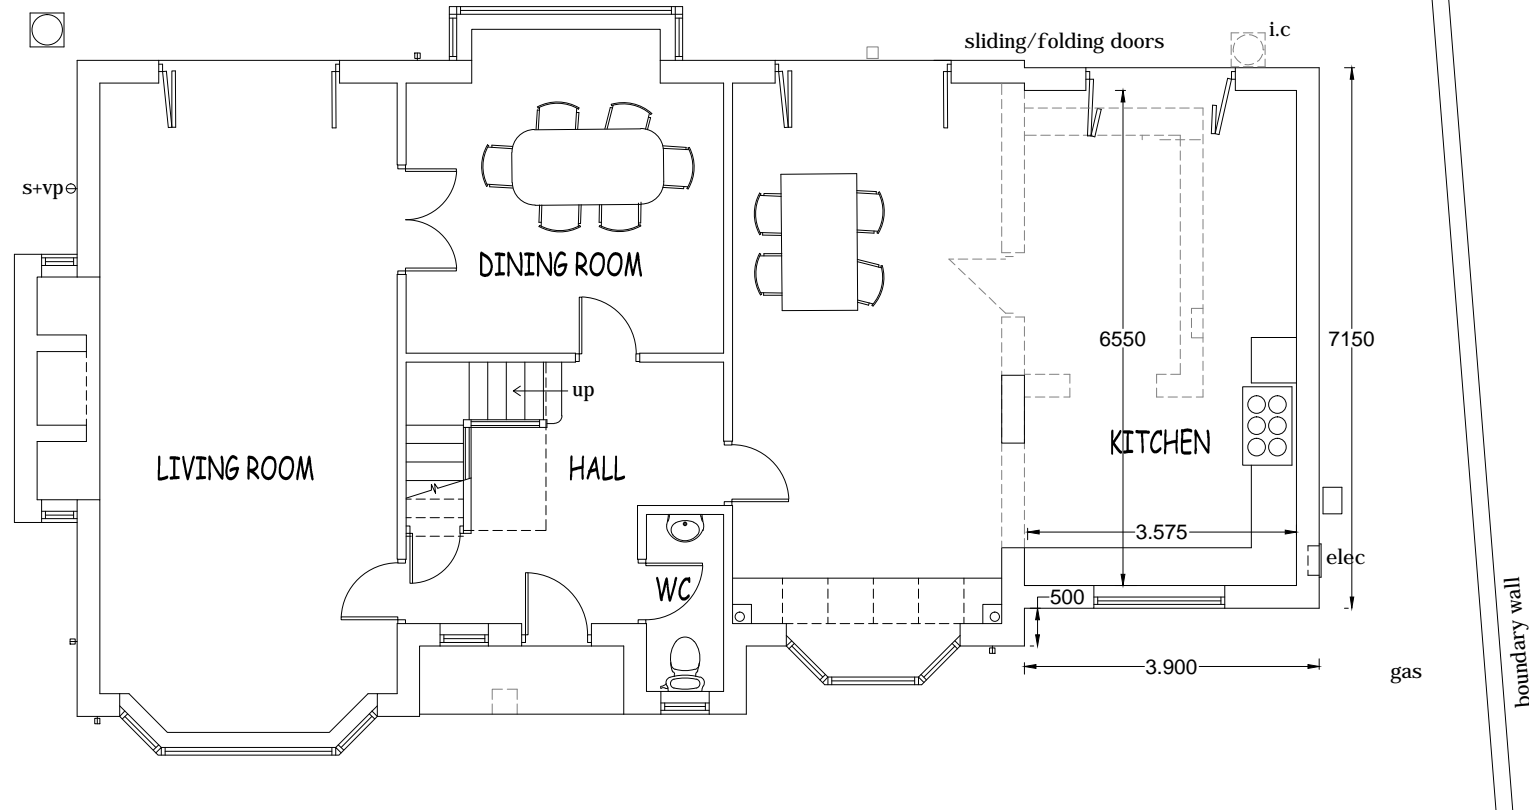 i.c
sliding/folding doors
s+vp
DINING ROOM
6550
7150
up
KITCHEN
LIVING ROOM
HALL
3.575
elec
WC
500
3.900
gas
boundary wall